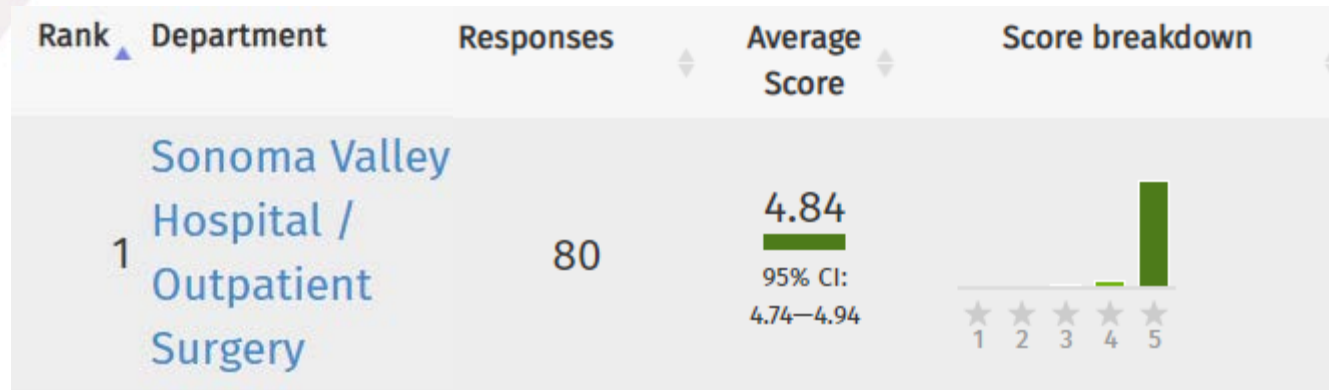 Rank Department Responses Average Score breakdown
Score
Sonoma Valley
Hospital /
1 80
Outpatient
Surgery
4.84
95% CI:
4.74—4.94
1 2 3 4 5